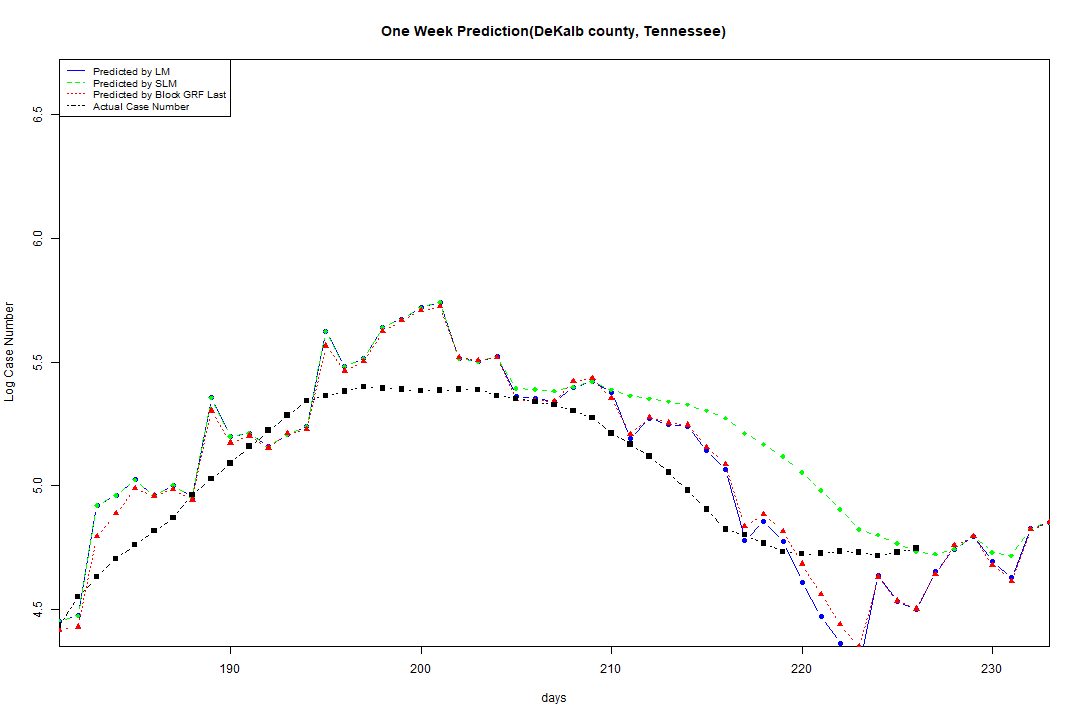 One Week Prediction(DeKalb county, Tennessee)
Predicted by LM
Predicted by SLM
Predicted by Block GRF Last
Actual Case Number
6.5
6.0
5.5
5.0
4.5
Log Case Number
190 200 210 220 230
days